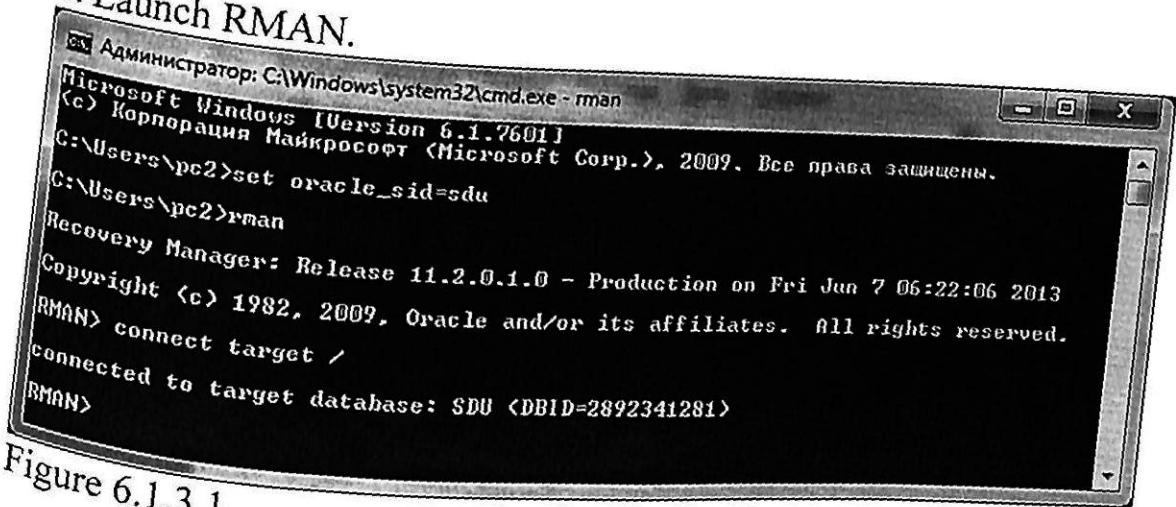 Launch RMAN.
Администратор: C:\Windows\system32\cmd.exe - rman
Microsoft Windows [Version 6.1.7601]
(c) Корпорация Майкрософт (Microsoft Corp.), 2009. Все права защищены.
C:\Users\pc2>set oracle_sid=sdu
C:\Users\pc2>rman
Recovery Manager: Release 11.2.0.1.0 - Production on Fri Jun 7 06:22:06 2013
Copyright (c) 1982, 2009, Oracle and/or its affiliates. All rights reserved.
RMAN> connect target /
connected to target database: SDU (DBID=2892341281)
RMAN>
Figure 6.1.3.1